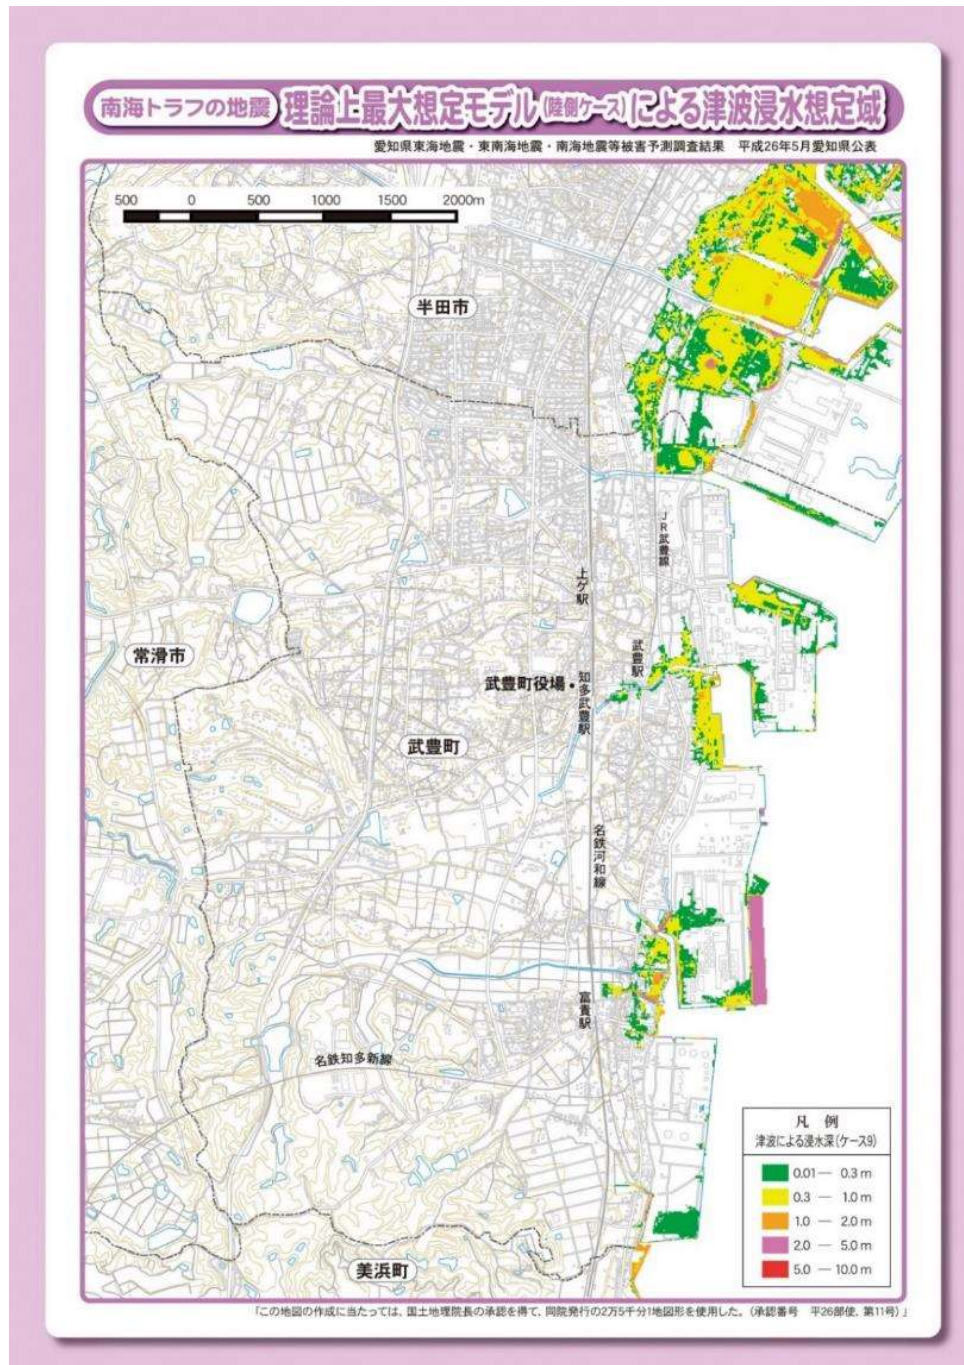 南海トラフの地震 理論上最大想定モデル(陸側ケース)による津波浸水想定域
愛知県東海地震・東南海地震・南海地震等被害予測調査結果 平成26年5月愛知県公表
500 0 500 1000 1500 2000m
半田市
JR武豊線
上ゲ駅
常滑市
武豊駅
武豊町役場
知多武豊駅
武豊町
名鉄河和線
富貴駅
名鉄知多新線
美浜町
凡 例
津波による浸水深(ケース9)
0.01 — 0.3 m
0.3 — 1.0 m
1.0 — 2.0 m
2.0 — 5.0 m
5.0 — 10.0 m
「この地図の作成に当たっては、国土地理院長の承認を得て、同院発行の2万5千分1地図形を使用した。(承認番号 平26部使、第11号)」